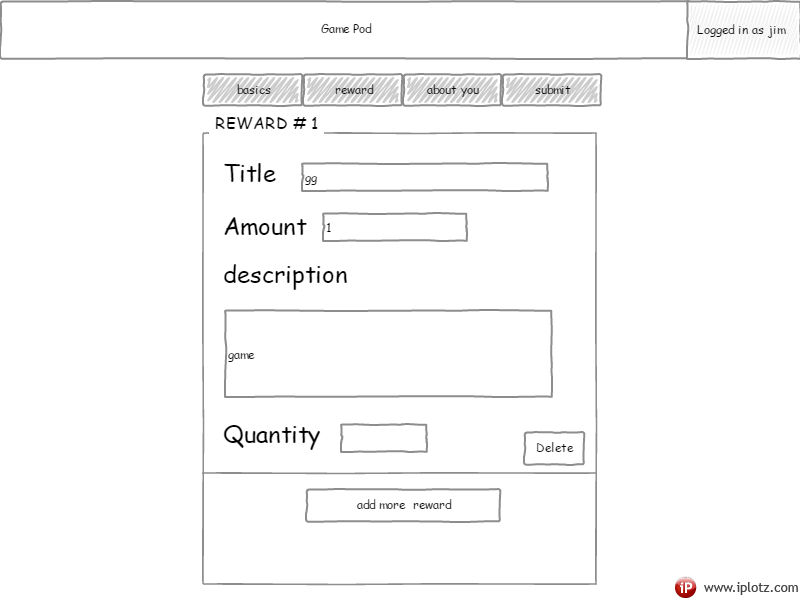 Game Pod
Logged in as jim
basics
reward
about you
submit
REWARD # 1
Title
gg
Amount
1
description
game
Quantity
Delete
add more reward
iP www.iplotz.com